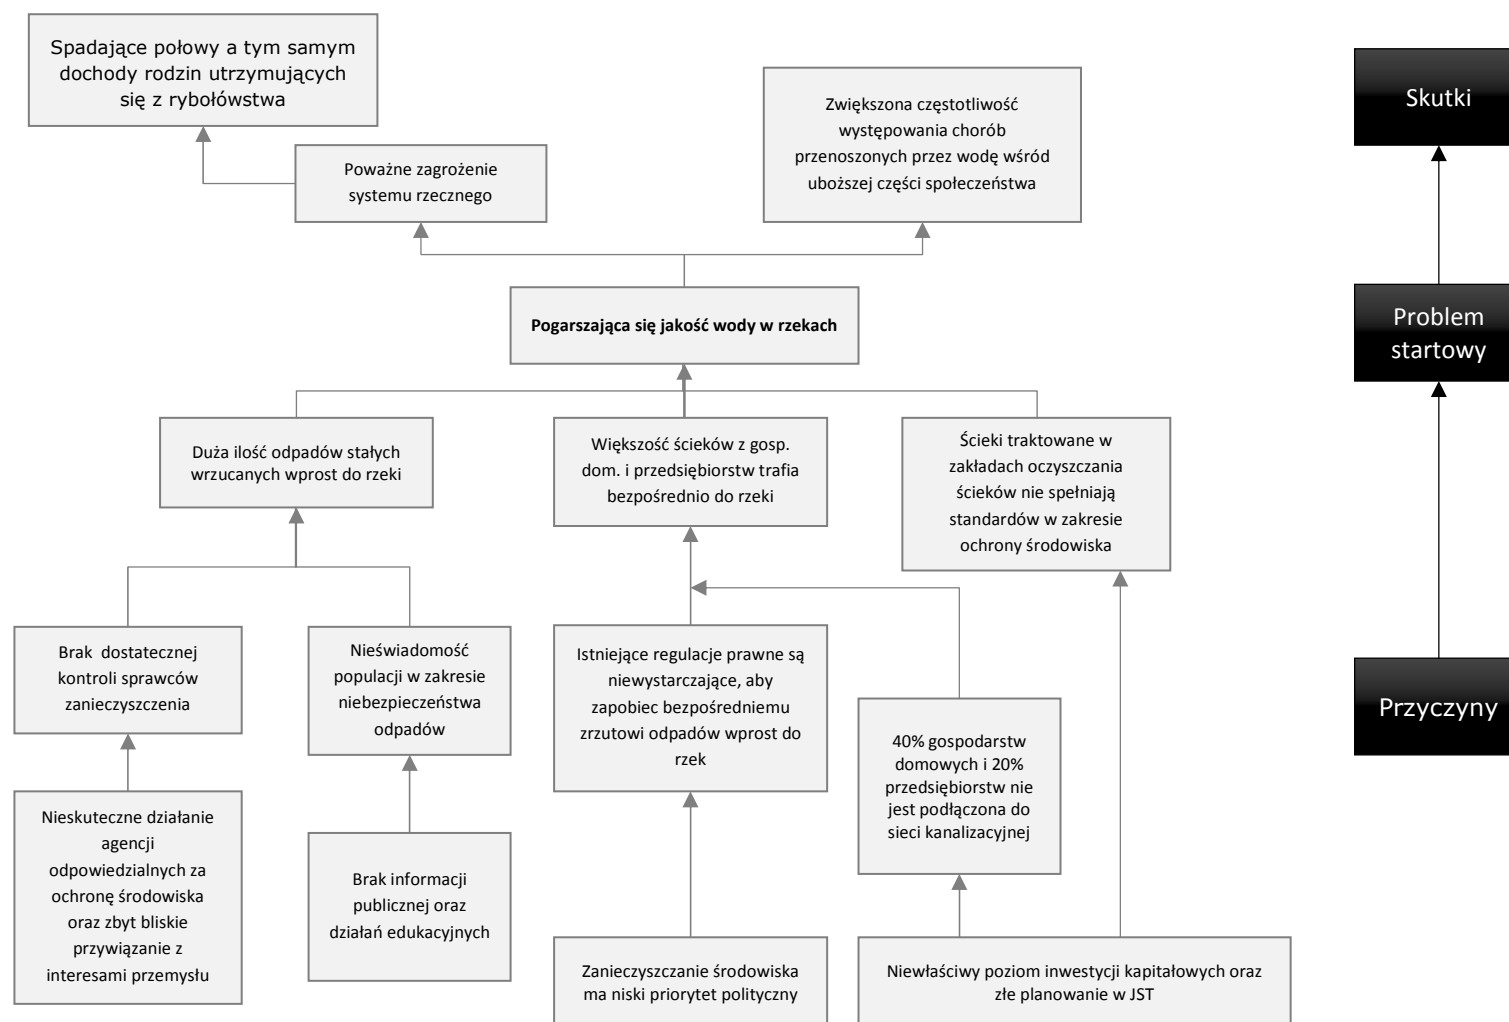 Spadające połowy a tym samym
dochody rodzin utrzymujących
się z rybołówstwa
Zwiększona częstotliwość
występowania chorób
przenoszonych przez wodę wśród
uboższej części społeczeństwa
Skutki
Poważne zagrożenie
systemu rzecznego
Pogarszająca się jakość wody w rzekach
Problem
startowy
Duża ilość odpadów stałych
wrzucanych wprost do rzeki
Większość ścieków z gosp.
dom. i przedsiębiorstw trafia
bezpośrednio do rzeki
Ścieki traktowane w
zakładach oczyszczania
ścieków nie spełniają
standardów w zakresie
ochrony środowiska
Brak dostatecznej
kontroli sprawców
zanieczyszczenia
Nieświadomość
populacji w zakresie
niebezpieczeństwa
odpadów
Istniejące regulacje prawne są
niewystarczające, aby
zapobiec bezpośredniemu
zrzutowi odpadów wprost do
rzek
40% gospodarstw
domowych i 20%
przedsiębiorstw nie
jest podłączona do
sieci kanalizacyjnej
Przyczyny
Nieskuteczne działanie
agencji
odpowiedzialnych za
ochronę środowiska
oraz zbyt bliskie
przywiązanie z
interesami przemysłu
Brak informacji
publicznej oraz
działań edukacyjnych
Zanieczyszczanie środowiska
ma niski priorytet polityczny
Niewłaściwy poziom inwestycji kapitałowych oraz
złe planowanie w JST